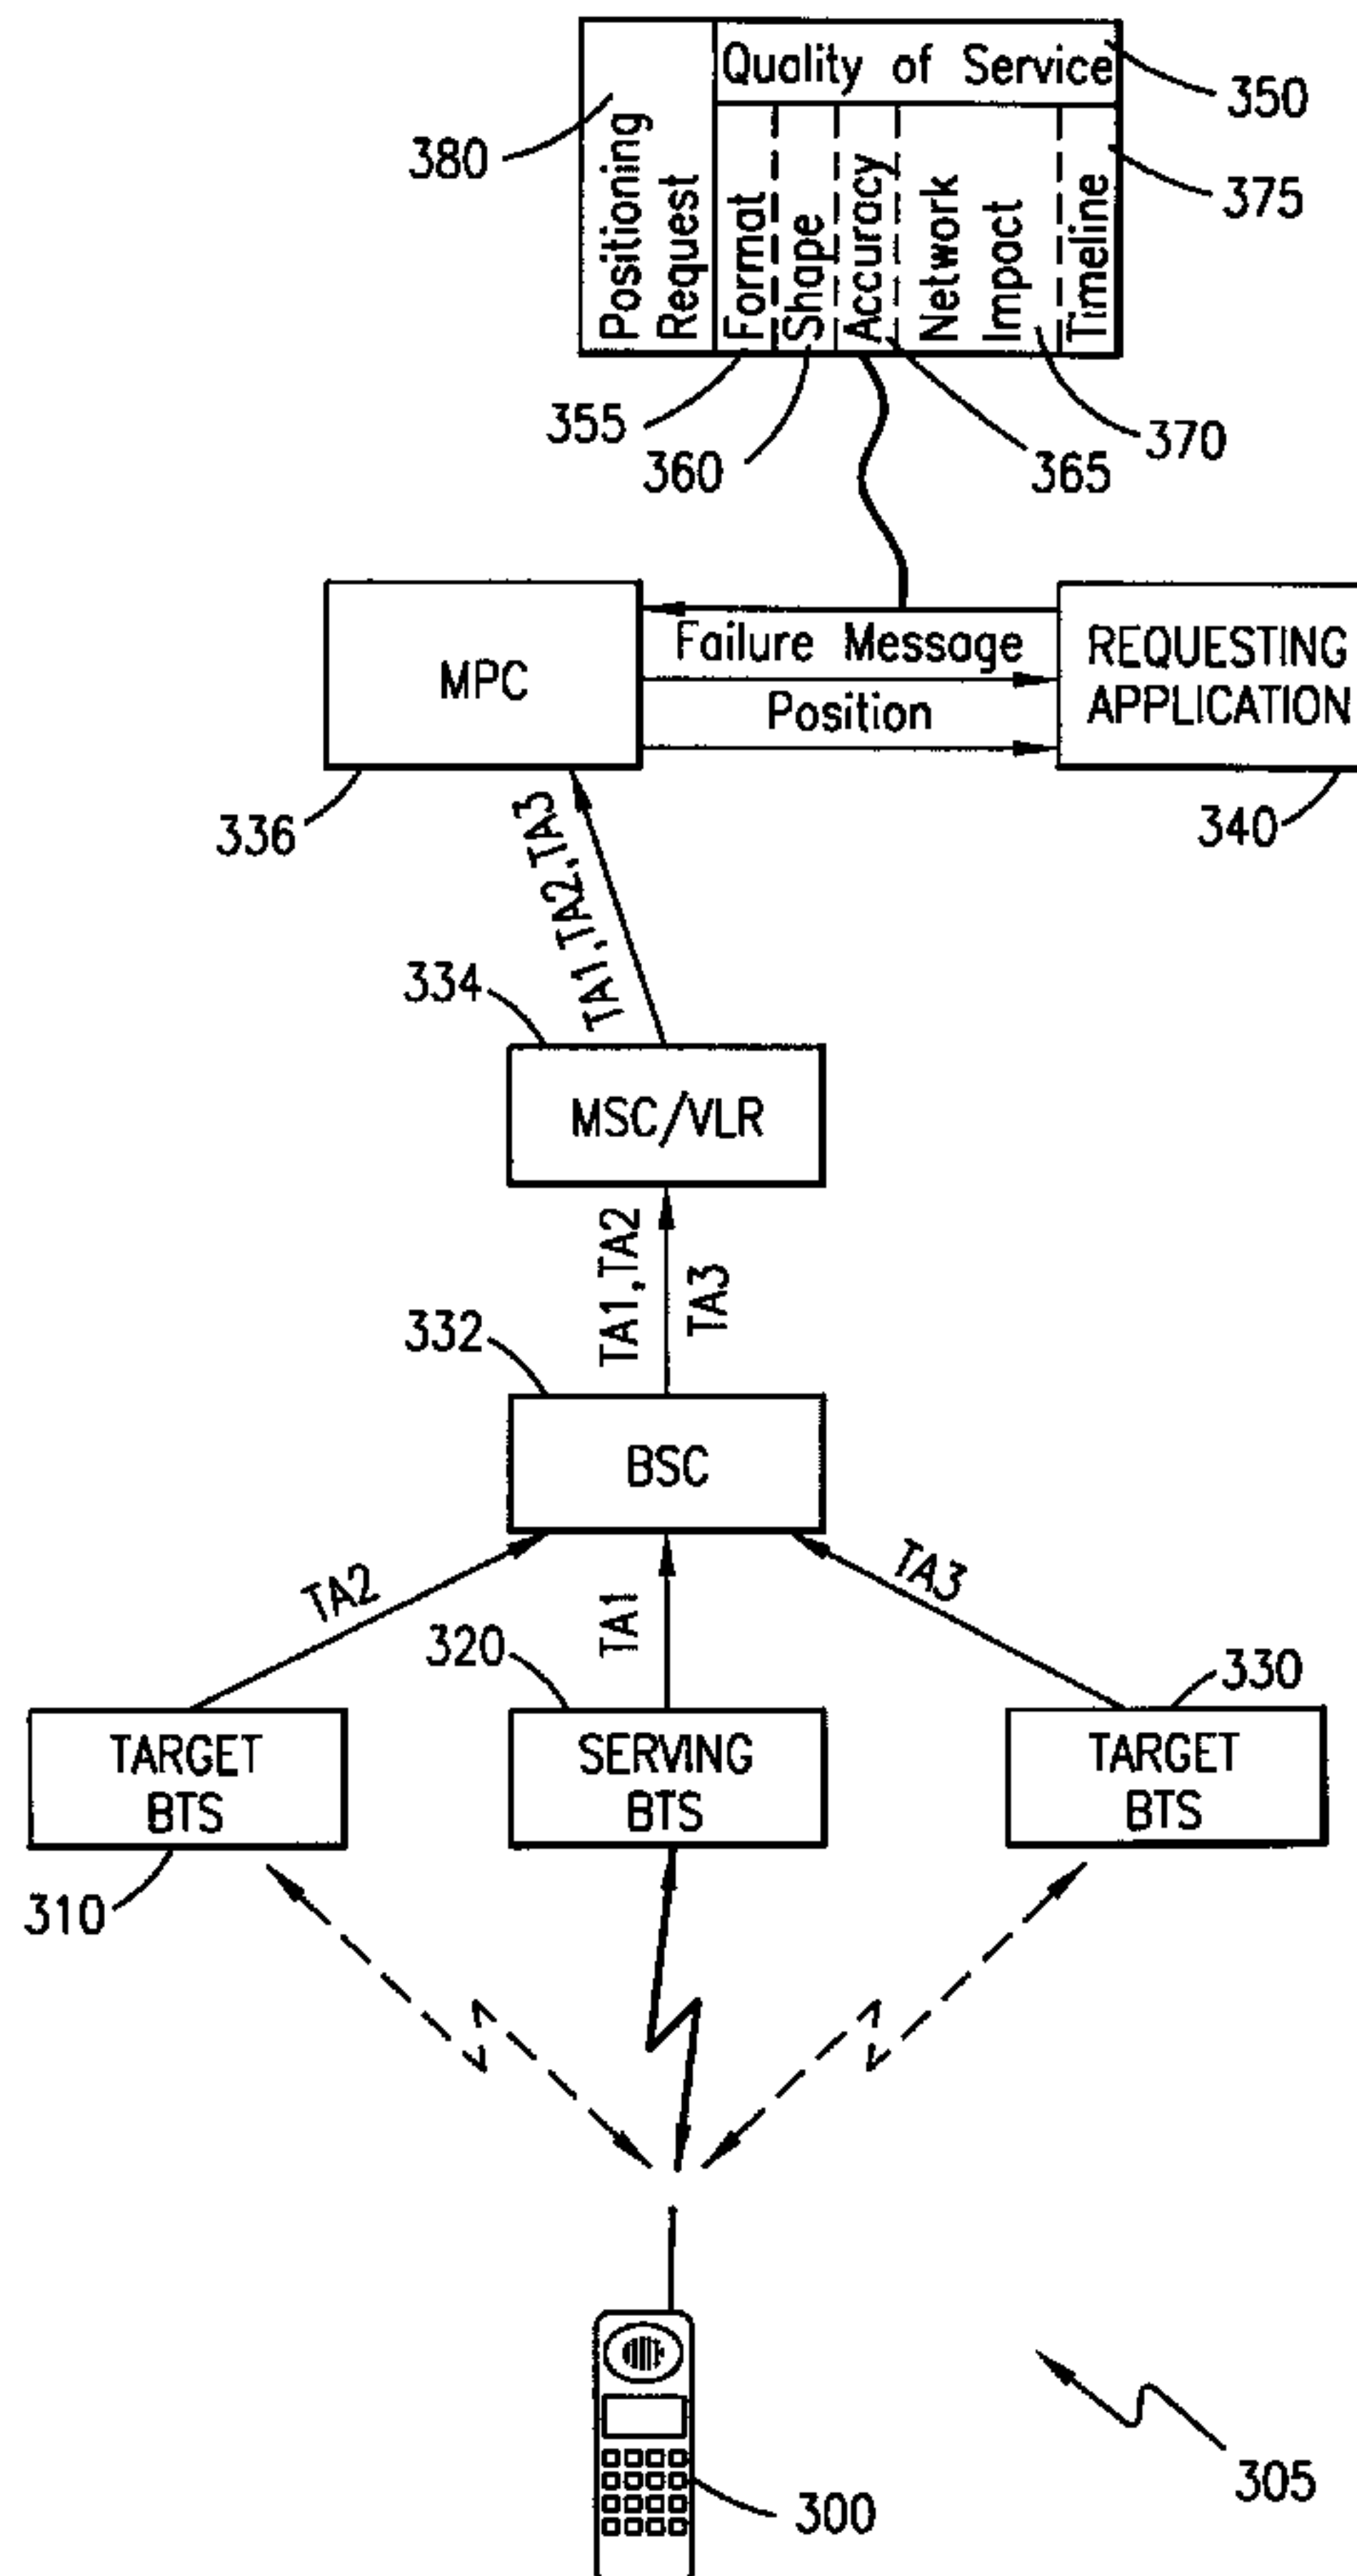 Quality of Service
350
380
Positioning
Request
Format
Shape
Accuracy
Network
Impact
Timeline
375
355
360
365
370
MPC
Failure Message
Position
REQUESTING
APPLICATION
336
340
TA1,TA2,TA3
334
MSC/VLR
TA1,TA2
TA3
332
BSC
TA2
TA1
TA3
320
330
TARGET
BTS
SERVING
BTS
TARGET
BTS
310
305
300